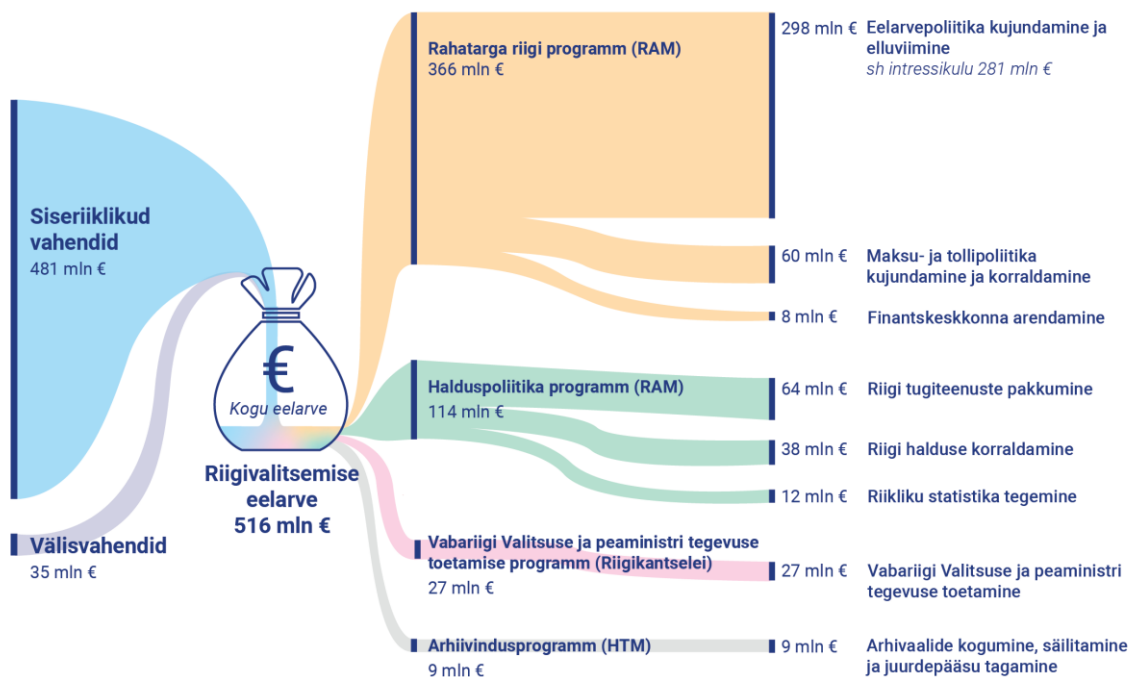 Siseriiklikud
vahendid
481 mln €
Välisvahendid
35 mln €
€
Kogu eelarve
Riigivalitsemise
eelarve
516 mln €
Rahatarga riigi programm (RAM)
366 mln €
298 mln € Eelarvepoliitika kujundamine ja
elluviimine
sh intressikulu 281 mln €
60 mln € Maksu- ja tollipoliitika
kujundamine ja korraldamine
8 mln € Finantskeskkonna arendamine
Halduspoliitika programm (RAM)
114 mln €
64 mln € Riigi tugiteenuste pakkumine
38 mln € Riigi halduse korraldamine
12 mln € Riikliku statistika tegemine
Vabariigi Valitsuse ja peaministri tegevuse
toetamise programm (Riigikantselei)
27 mln €
27 mln € Vabariigi Valitsuse ja peaministri
tegevuse toetamine
Arhiivindusprogramm (HTM)
9 mln €
9 mln € Arhivaalide kogumine, säilitamine
ja juurdepääsu tagamine